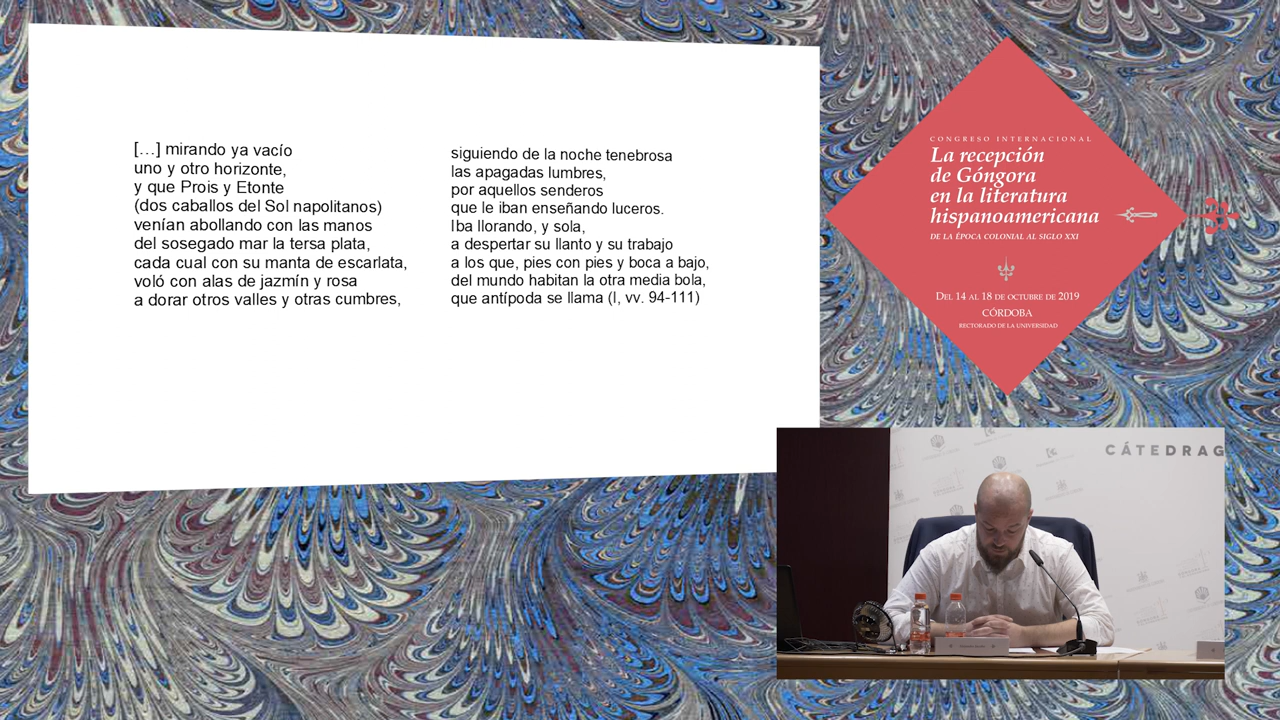 […] mirando ya vacío
uno y otro horizonte,
y que Prois y Etonte
(dos caballos del Sol napolitanos)
venían abollando con las manos
del sosegado mar la tersa plata,
cada cual con su manta de escarlata,
voló con alas de jazmín y rosa
a dorar otros valles y otras cumbres,
siguiendo de la noche tenebrosa
las apagadas lumbres,
por aquellos senderos
que le iban enseñando luceros.
Iba llorando, y sola,
a despertar su llanto y su trabajo
a los que, pies con pies y boca a bajo,
del mundo habitan la otra media bola,
que antípoda se llama (I, vv. 94-111)
CONGRESO INTERNACIONAL
La recepción
de Góngora
en la literatura
hispanoamericana
DE LA ÉPOCA COLONIAL AL SIGLO XXI
DEL 14 AL 18 DE OCTUBRE DE 2019
CÓRDOBA
RECTORADO DE LA UNIVERSIDAD
CÁTEDRAG